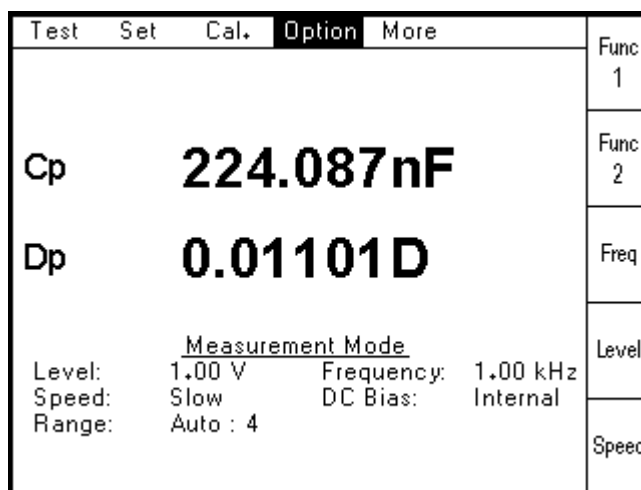 Test Set Cal. Option More
Func
1
Func
2
Freq
Level
Speed
Cp 224.087nF
Dp 0.01101D
Measurement Mode
Level: 1.00 V Frequency: 1.00 kHz
Speed: Slow DC Bias: Internal
Range: Auto : 4